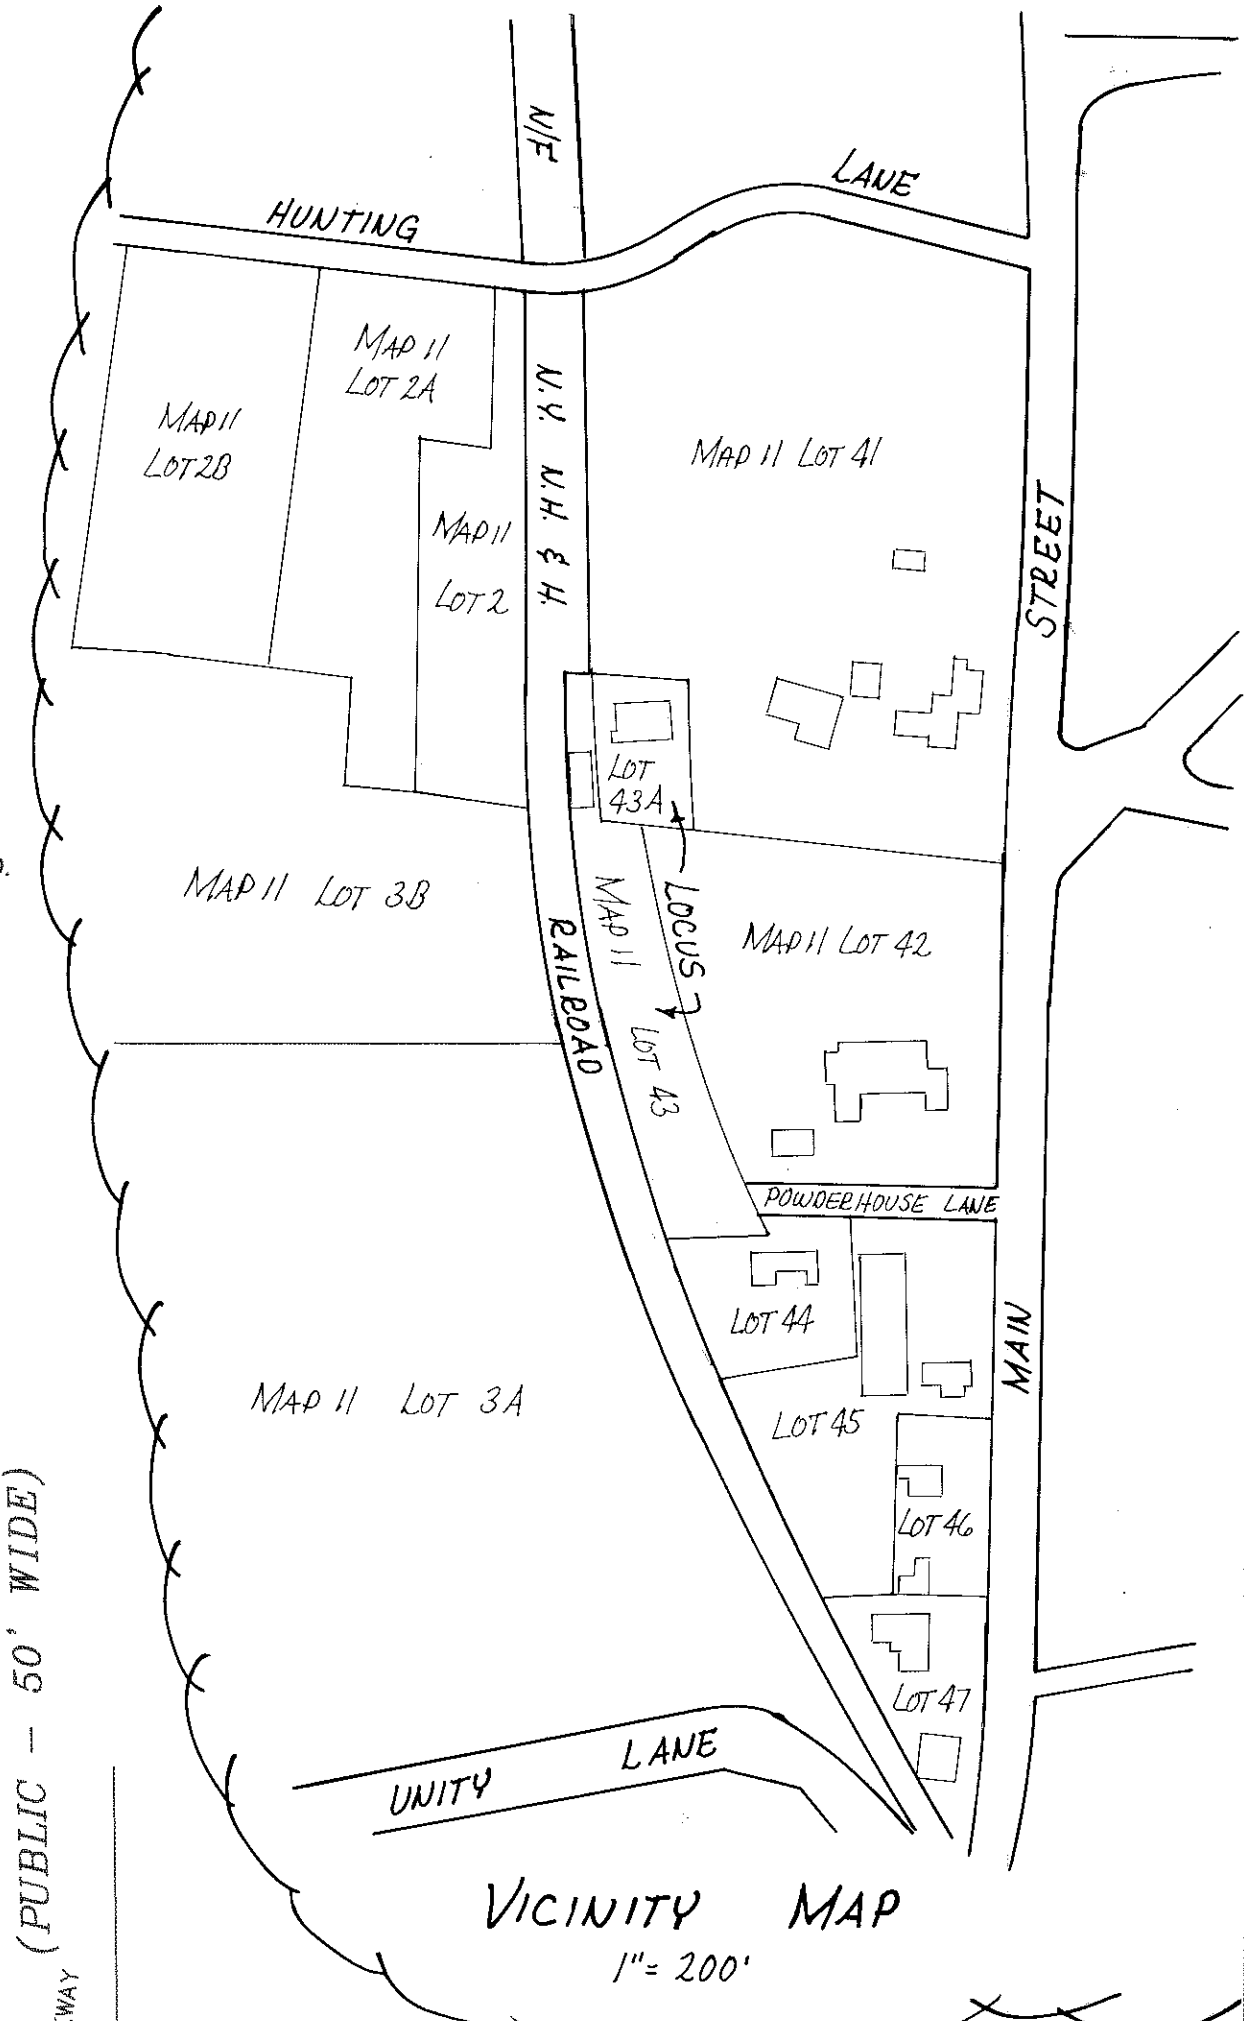 N/F
LANE
HUNTING
MAP 11
LOT 2A
MAP 11
LOT 2B
N.Y. N.H. & H.
MAP 11 LOT 41
MAP 11
LOT 2
STREET
LOT
43A
LOCUS
MAP 11 LOT 3B
MAP 11 LOT 43
MAP 11 LOT 42
RAILROAD
POWDERHOUSE LANE
LOT 44
MAIN
MAP 11 LOT 3A
LOT 45
LOT 46
LOT 47
UNITY LANE
(PUBLIC - 50' WIDE)
VICINITY MAP
1"= 200'